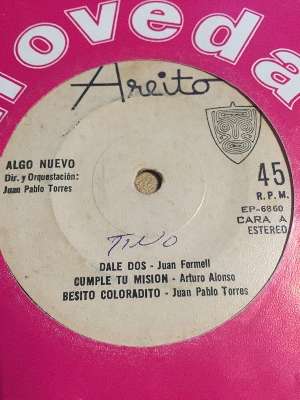 noveda
Areito
ALGO NUEVO
Dir. y Orquestación:
Juan Pablo Torres
45
R.P.M.
EP-6860
CARA A
ESTEREO
TINO
DALE DOS - Juan Formell
CUMPLE TU MISION - Arturo Alonso
BESITO COLORADITO - Juan Pablo Torres